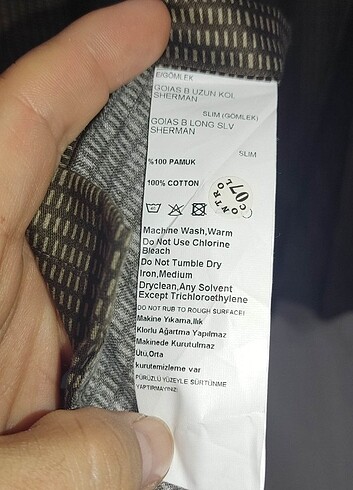 E/GÖMLEK
GOIAS B UZUN KOL
SHERMAN
SLIM (GÖMLEK)
GOIAS B LONG SLV
SHERMAN
SLIM
%100 PAMUK
100% COTTON
CONTROL
C07
Machine Wash,Warm
Do Not Use Chlorine
Bleach
Do Not Tumble Dry
Iron,Medium
Dryclean,Any Solvent
Except Trichloroethylene
DO NOT RUB TO ROUGH SURFACE!
Makine Yıkama,Ilık
Klorlu Ağartma Yapılmaz
Makinede Kurutulmaz
Ütü,Orta
kurutemizleme var
PÜRÜZLÜ YÜZEYLE SÜRTÜNME
YAPTIRMAYINIZ!